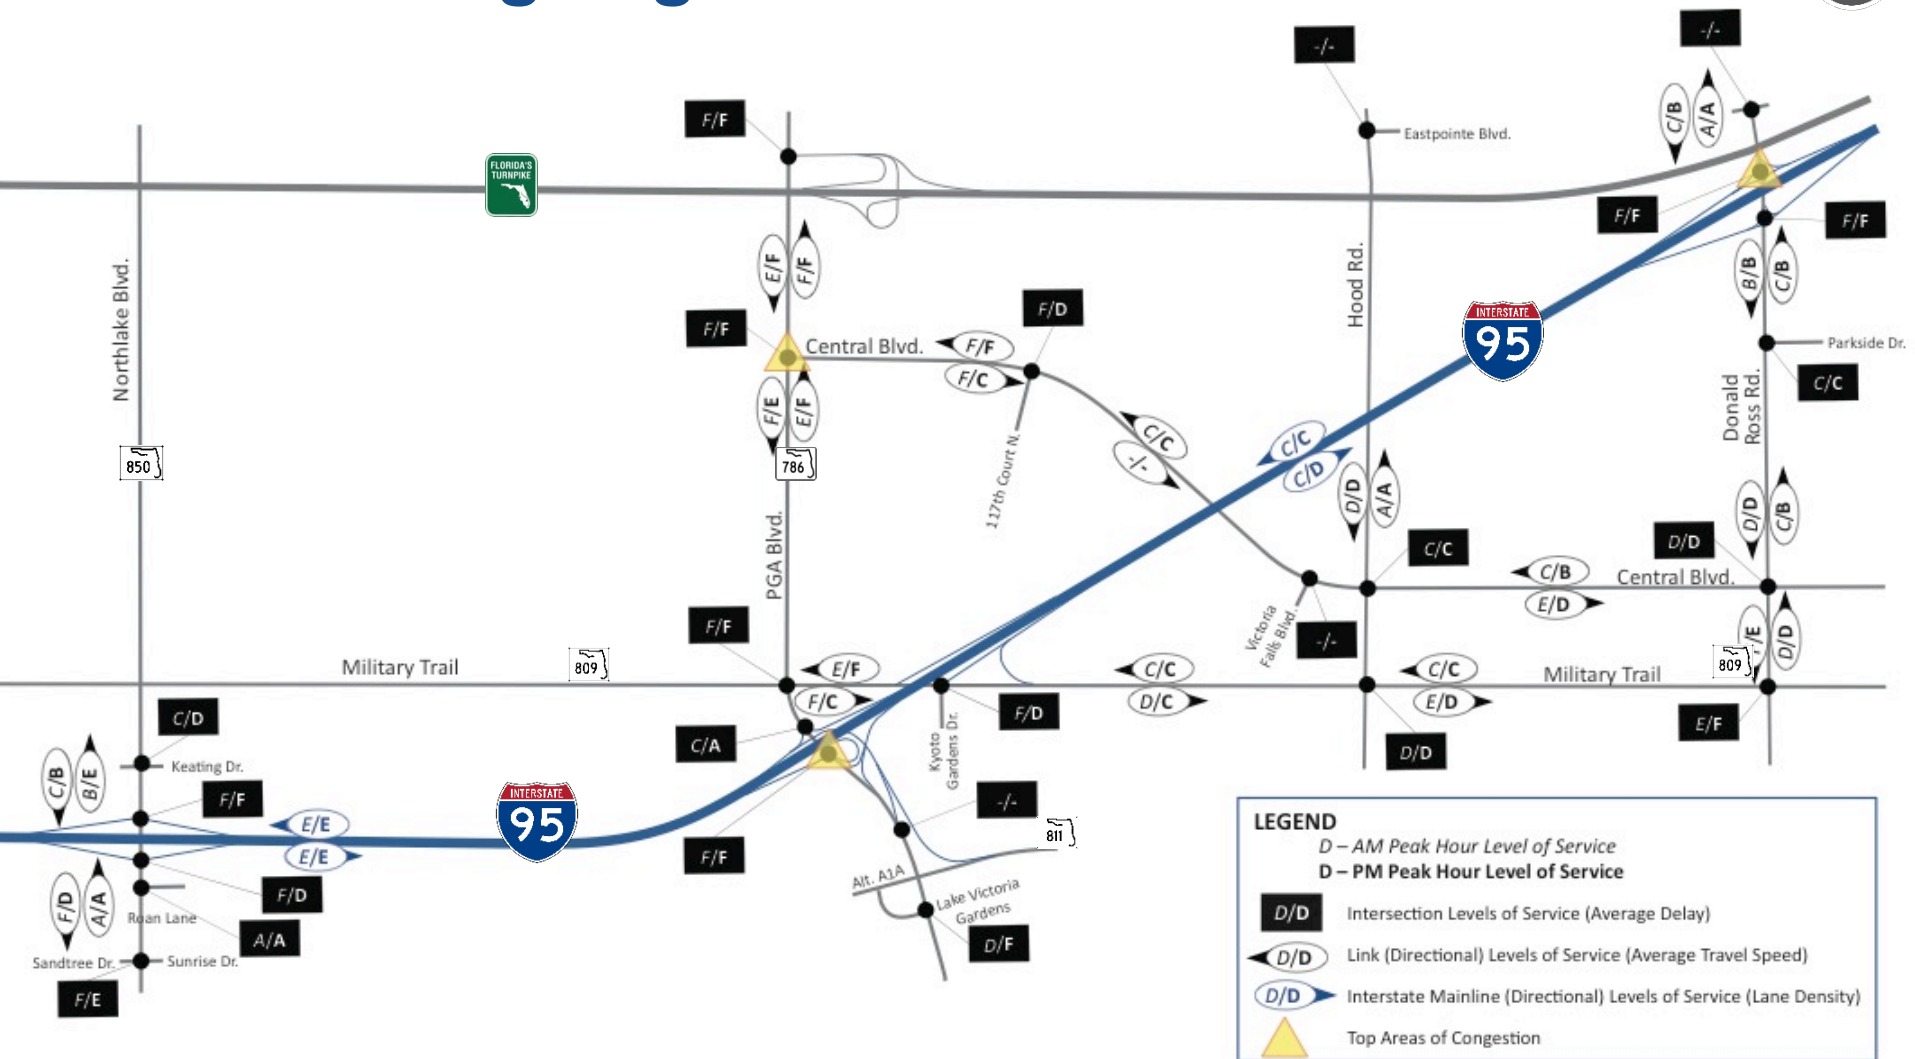 -/-
-/-
C/B
A/A
F/F
Eastpointe Blvd.
FLORIDA'S
TURNPIKE
F/F
F/F
E/F
F/F
Northlake Blvd.
Hood Rd.
B/B
C/B
F/D
F/F
Central Blvd.
F/F
F/C
INTERSTATE
95
Parkside Dr.
C/C
Donald
Ross Rd.
F/E
E/F
C/C
-/-
C/C
C/D
850
786
117th Court N.
D/D
A/A
D/D
C/B
PGA Blvd.
C/C
D/D
C/B
Central Blvd.
E/D
F/F
Victoria
Falls Blvd.
-/-
/E
D/D
Military Trail
809
E/F
F/C
C/C
D/C
C/C
E/D
Military Trail
809
C/D
C/A
Kyoto
Gardens Dr.
F/D
D/D
E/F
C/B
B/E
Keating Dr.
F/F
E/E
E/E
INTERSTATE
95
-/-
811
F/F
F/D
A/A
F/D
Roan Lane
A/A
Alt. A1A
Lake Victoria
Gardens
D/F
Sandtree Dr.
Sunrise Dr.
F/E
LEGEND
D – AM Peak Hour Level of Service
D – PM Peak Hour Level of Service
D/D Intersection Levels of Service (Average Delay)
D/D Link (Directional) Levels of Service (Average Travel Speed)
D/D Interstate Mainline (Directional) Levels of Service (Lane Density)
Top Areas of Congestion